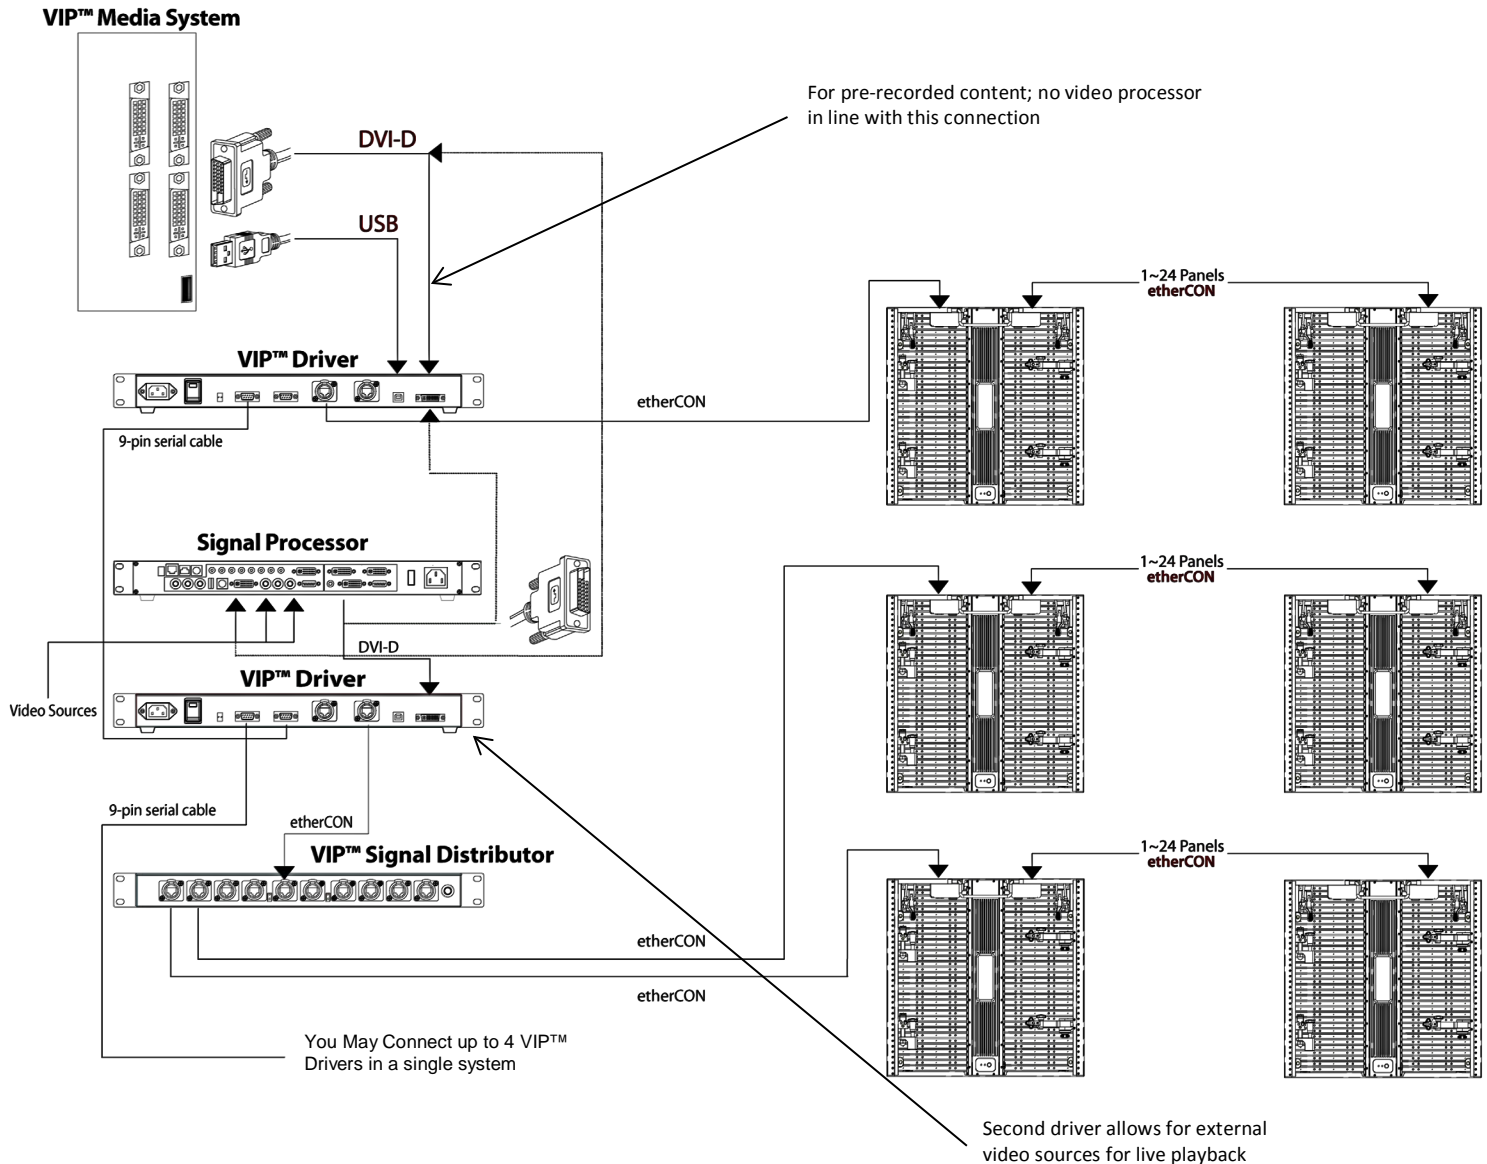 VIP™ Media System
For pre-recorded content; no video processor
in line with this connection
DVI-D
USB
1~24 Panels
etherCON
VIP™ Driver
etherCON
9-pin serial cable
Signal Processor
1~24 Panels
etherCON
DVI-D
VIP™ Driver
Video Sources
9-pin serial cable
etherCON
VIP™ Signal Distributor
1~24 Panels
etherCON
etherCON
etherCON
You May Connect up to 4 VIP™
Drivers in a single system
Second driver allows for external
video sources for live playback